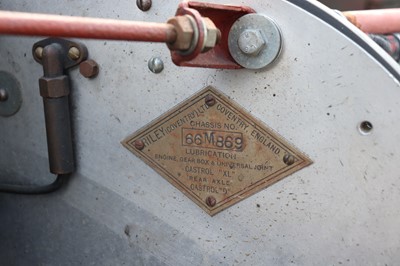 RILEY (COVENTRY) LTD COVENTRY, ENGLAND.
CHASSIS NO.
66M869
LUBRICATION
ENGINE, GEAR BOX & UNIVERSAL JOINT
CASTROL "XL"
REAR AXLE
CASTROL "D"